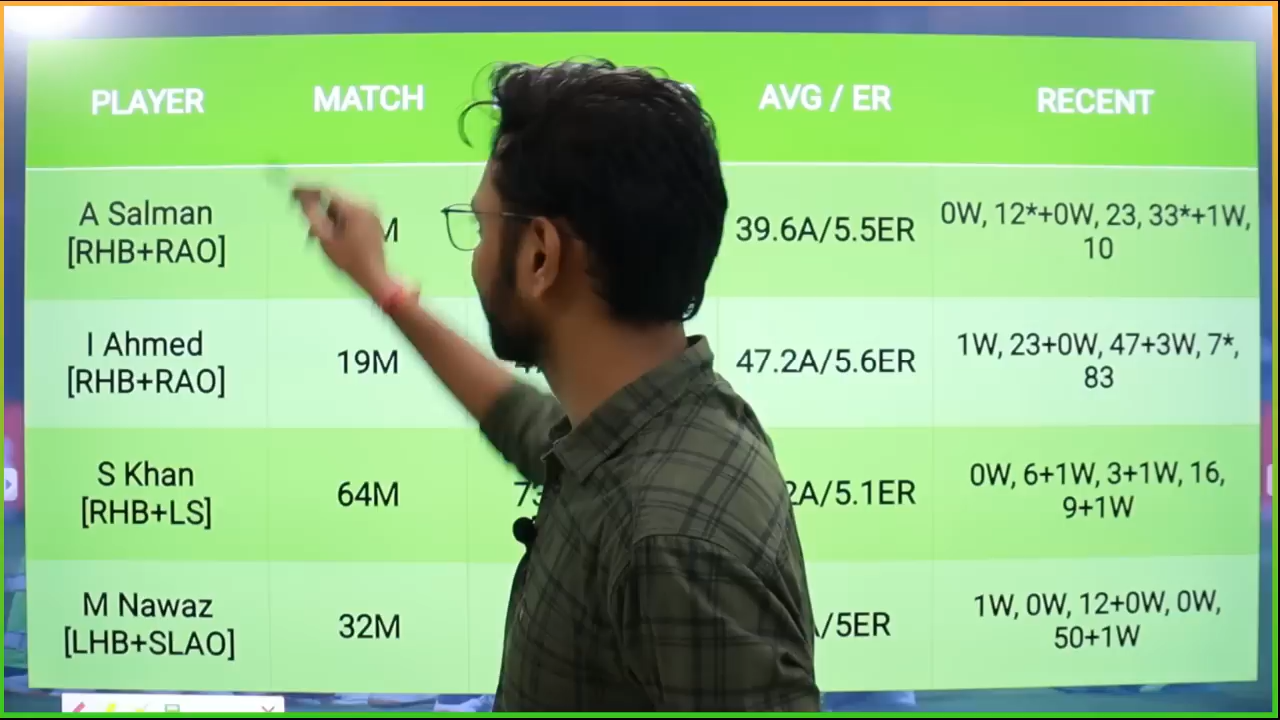 PLAYER MATCH AVG / ER RECENT
A Salman
[RHB+RAO]
39.6A/5.5ER
0W, 12*+0W, 23, 33*+1W,
10
I Ahmed
[RHB+RAO]
19M
47.2A/5.6ER
1W, 23+0W, 47+3W, 7*,
83
S Khan
[RHB+LS]
64M
0W, 6+1W, 3+1W, 16,
9+1W
M Nawaz
[LHB+SLAO]
32M
1W, 0W, 12+0W, 0W,
50+1W